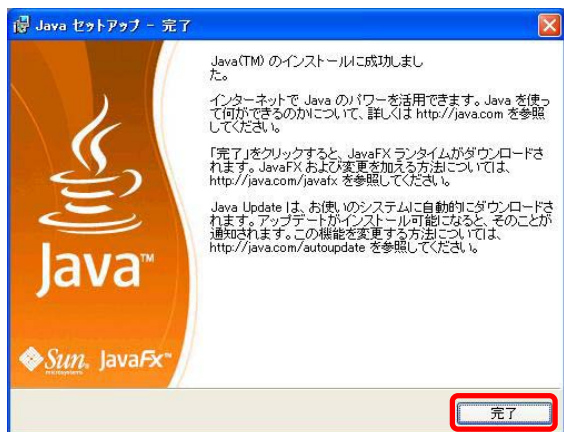 Java セットアップ - 完了
Java(TM) のインストールに成功しまし
た。
インターネットで Java のパワーを活用できます。Java を使っ
て何ができるのかについて、詳しくは http://java.com を参照
してください。
「完了」をクリックすると、JavaFX ランタイムがダウンロードさ
れます。JavaFX および変更を加える方法については、
http://java.com/javafx を参照してください。
Java Update は、お使いのシステムに自動的にダウンロードさ
れます。アップデートがインストール可能になると、そのことが
通知されます。この機能を変更する方法については、
http://java.com/autoupdate を参照してください。
Java™
Sun microsystems JavaFX™
完了